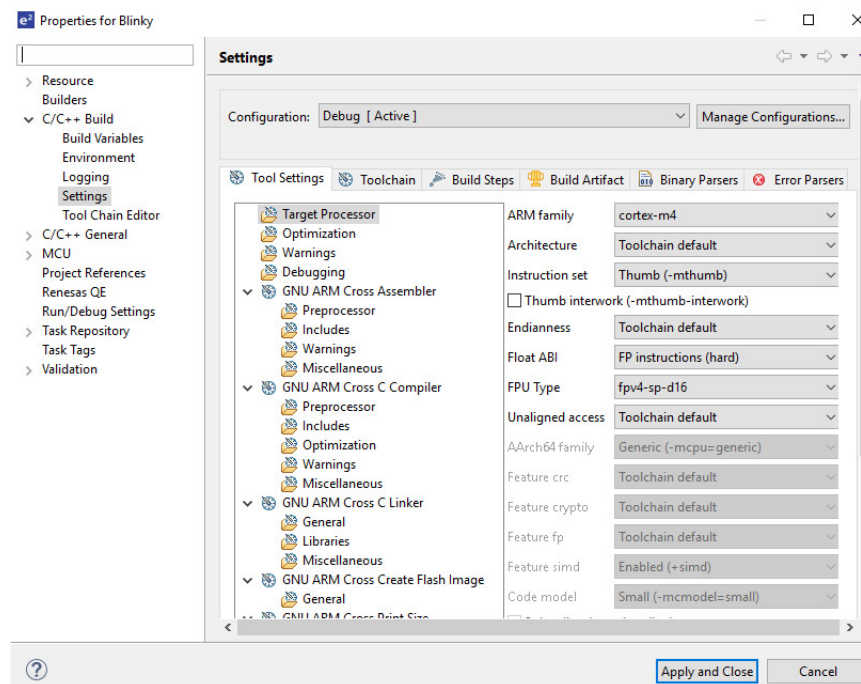 e² Properties for Blinky
Settings
Resource
Builders
C/C++ Build
Build Variables
Environment
Logging
Settings
Tool Chain Editor
C/C++ General
MCU
Project References
Renesas QE
Run/Debug Settings
Task Repository
Task Tags
Validation
Configuration: Debug [ Active ] Manage Configurations...
Tool Settings Toolchain Build Steps Build Artifact 010 Binary Parsers Error Parsers
Target Processor
Optimization
Warnings
Debugging
GNU ARM Cross Assembler
Preprocessor
Includes
Warnings
Miscellaneous
GNU ARM Cross C Compiler
Preprocessor
Includes
Optimization
Warnings
Miscellaneous
GNU ARM Cross C Linker
General
Libraries
Miscellaneous
GNU ARM Cross Create Flash Image
General
GNU ARM Cross Print Size
ARM family cortex-m4
Architecture Toolchain default
Instruction set Thumb (-mthumb)
Thumb interwork (-mthumb-interwork)
Endianness Toolchain default
Float ABI FP instructions (hard)
FPU Type fpv4-sp-d16
Unaligned access Toolchain default
AArch64 family Generic (-mcpu=generic)
Feature crc Toolchain default
Feature crypto Toolchain default
Feature fp Toolchain default
Feature simd Enabled (+simd)
Code model Small (-mcmodel=small)
? Apply and Close Cancel